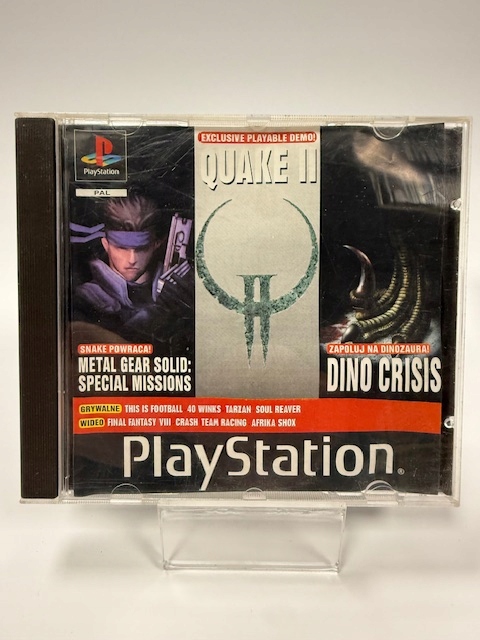 PlayStation
PAL
EXCLUSIVE PLAYABLE DEMO!
QUAKE II
SNAKE POWRACA!
METAL GEAR SOLID:
SPECIAL MISSIONS
ZAPOLUJ NA DINOZAURA!
DINO CRISIS
GRYWALNE THIS IS FOOTBALL 40 WINKS TARZAN SOUL REAVER
WIDEO FINAL FANTASY VIII CRASH TEAM RACING AFRIKA SHOX
PlayStation.